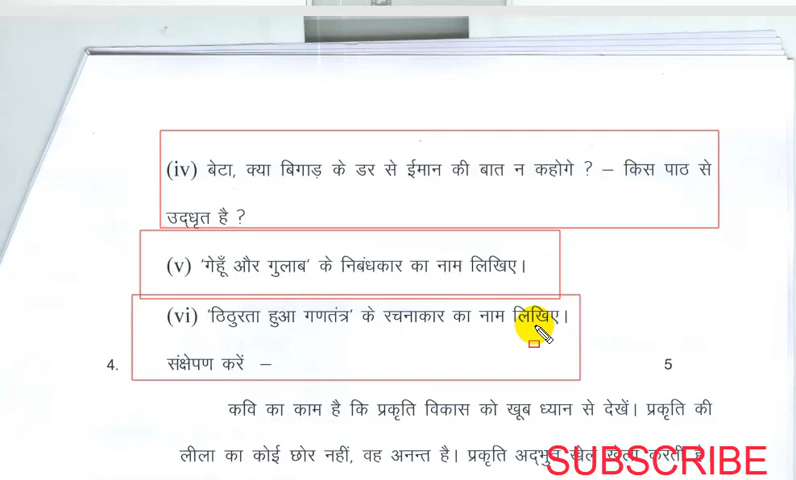 (iv) बेटा, क्या बिगाड़ के डर से ईमान की बात न कहोगे ? – किस पाठ से
उद्धृत है ?
(v) 'गेहूँ और गुलाब' के निबंधकार का नाम लिखिए।
(vi) 'ठिठुरता हुआ गणतंत्र' के रचनाकार का नाम लिखिए।
4. संक्षेपण करें – 5
कवि का काम है कि प्रकृति विकास को खूब ध्यान से देखें। प्रकृति की
लीला का कोई छोर नहीं, वह अनन्त है। प्रकृति अद्भुत खेल खेला करती है
SUBSCRIBE